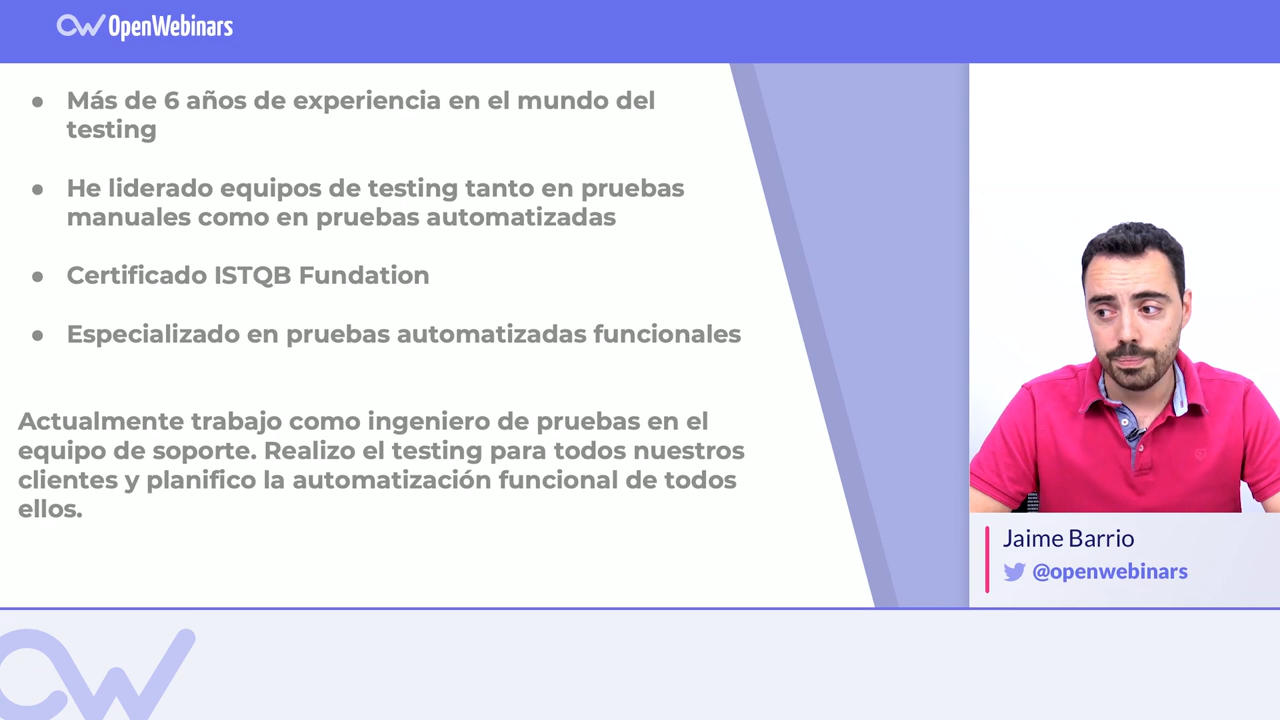 OpenWebinars
● Más de 6 años de experiencia en el mundo del
testing
● He liderado equipos de testing tanto en pruebas
manuales como en pruebas automatizadas
● Certificado ISTQB Fundation
● Especializado en pruebas automatizadas funcionales
Actualmente trabajo como ingeniero de pruebas en el
equipo de soporte. Realizo el testing para todos nuestros
clientes y planifico la automatización funcional de todos
ellos.
Jaime Barrio
@openwebinars